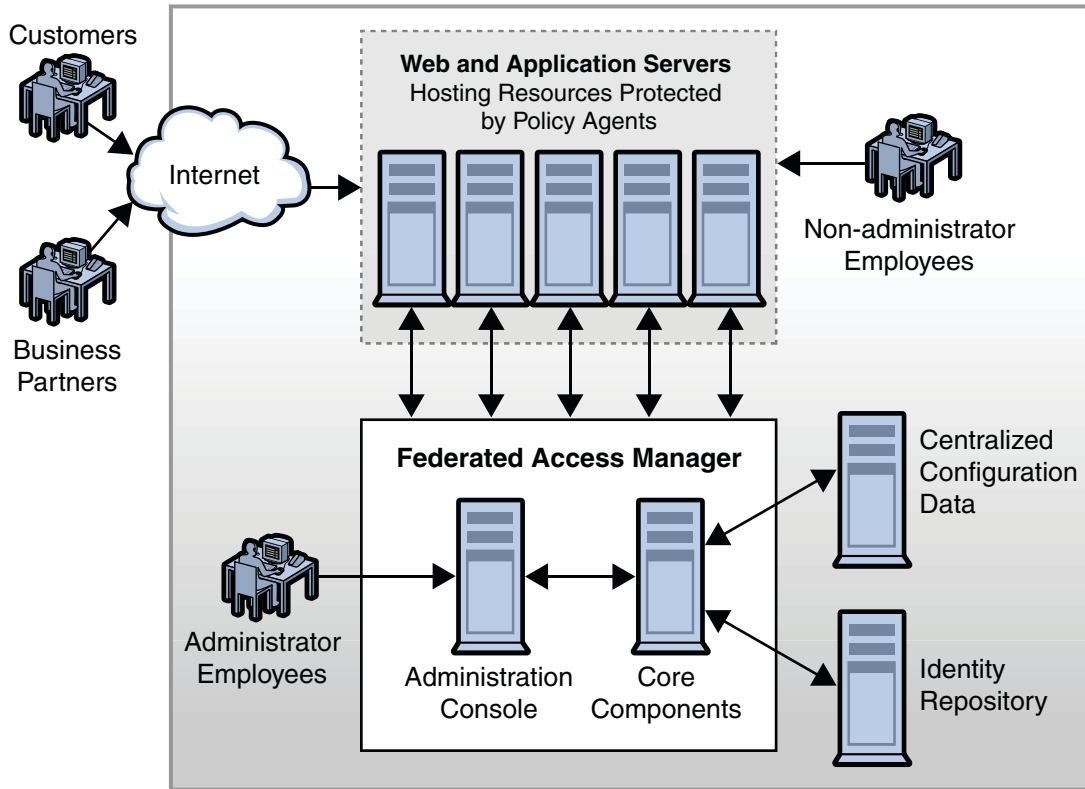 Customers
Web and Application Servers
Hosting Resources Protected
by Policy Agents
Internet
Non-administrator
Employees
Business
Partners
Federated Access Manager
Centralized
Configuration
Data
Administrator
Employees
Administration
Console
Core
Components
Identity
Repository